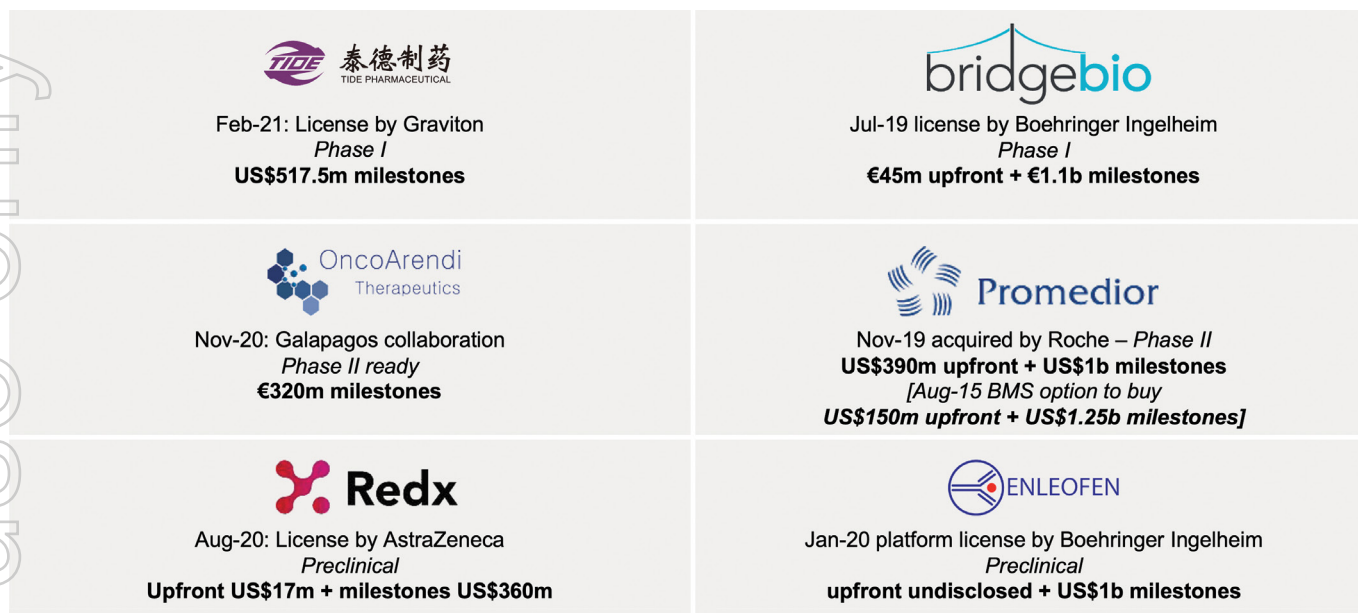 TIDE 泰德制药
TIDE PHARMACEUTICAL
Feb-21: License by Graviton
Phase I
US$517.5m milestones
bridgebio
Jul-19 license by Boehringer Ingelheim
Phase I
€45m upfront + €1.1b milestones
OncoArendi
Therapeutics
Nov-20: Galapagos collaboration
Phase II ready
€320m milestones
Promedior
Nov-19 acquired by Roche – Phase II
US$390m upfront + US$1b milestones
[Aug-15 BMS option to buy
US$150m upfront + US$1.25b milestones]
Redx
Aug-20: License by AstraZeneca
Preclinical
Upfront US$17m + milestones US$360m
ENLEOFEN
Jan-20 platform license by Boehringer Ingelheim
Preclinical
upfront undisclosed + US$1b milestones